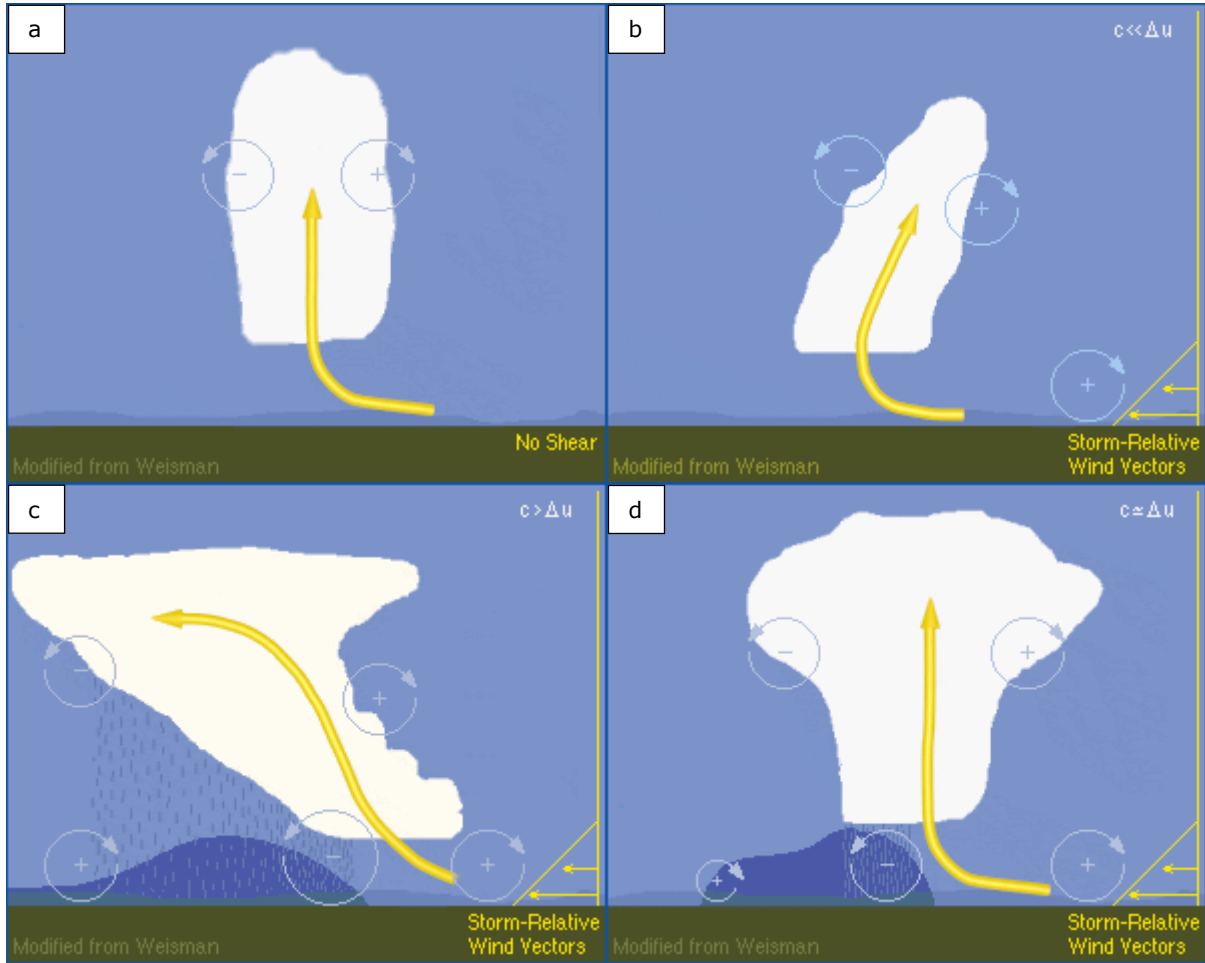 a
No Shear
Modified from Weisman
b
c<<Δu
+
Storm-Relative
Wind Vectors
Modified from Weisman
c
c>Δu
Storm-Relative
Wind Vectors
Modified from Weisman
d
c≃Δu
Storm-Relative
Wind Vectors
Modified from Weisman